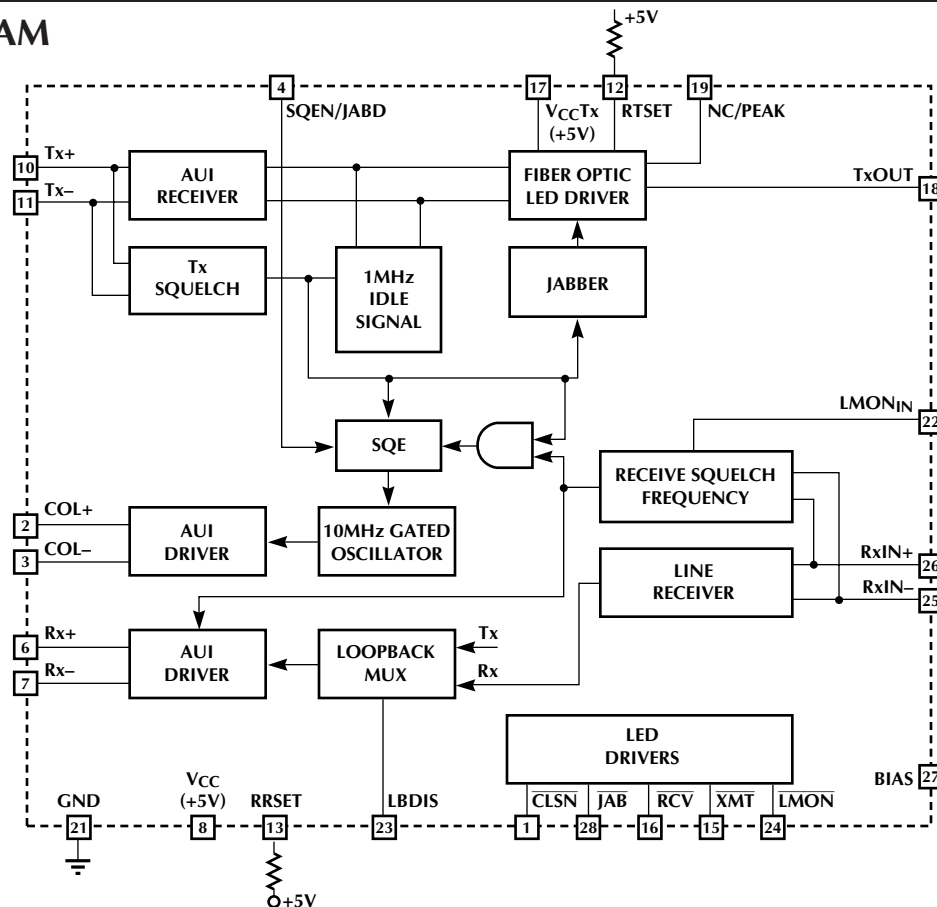 AM
+5V
4
17
12
19
SQEN/JABD
VCCTx
(+5V)
RTSET
NC/PEAK
10
Tx+
11
Tx–
AUI
RECEIVER
FIBER OPTIC
LED DRIVER
TxOUT
18
Tx
SQUELCH
1MHz
IDLE
SIGNAL
JABBER
LMONIN
22
SQE
RECEIVE SQUELCH
FREQUENCY
2
COL+
3
COL–
AUI
DRIVER
10MHz GATED
OSCILLATOR
LINE
RECEIVER
RxIN+
26
RxIN–
25
6
Rx+
7
Rx–
AUI
DRIVER
LOOPBACK
MUX
Tx
Rx
LED
DRIVERS
BIAS
27
GND
VCC
(+5V)
RRSET
LBDIS
CLSN
JAB
RCV
XMT
LMON
21
8
13
23
1
28
16
15
24
+5V